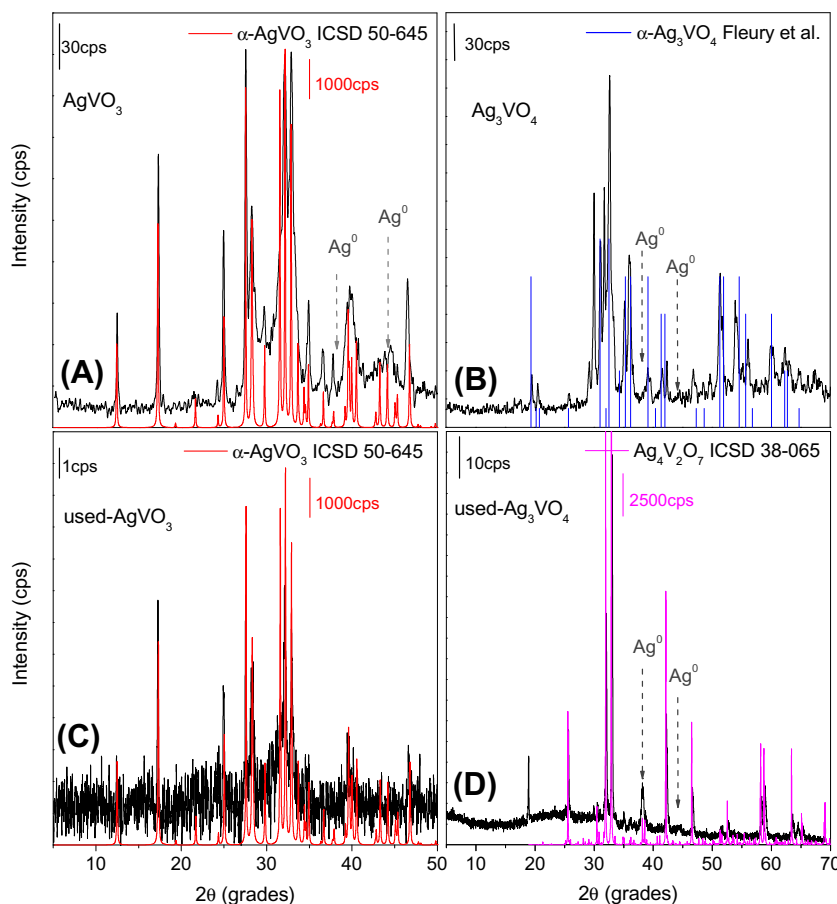 30cps
α-AgVO₃ ICSD 50-645
1000cps
AgVO₃
Ag⁰
Ag⁰
(A)
Intensity (cps)
30cps
α-Ag₃VO₄ Fleury et al.
Ag₃VO₄
Ag⁰
Ag⁰
(B)
1cps
α-AgVO₃ ICSD 50-645
1000cps
used-AgVO₃
(C)
Intensity (cps)
10 20 30 40 50
2θ (grades)
10cps
Ag₄V₂O₇ ICSD 38-065
2500cps
used-Ag₃VO₄
Ag⁰
Ag⁰
(D)
10 20 30 40 50 60 70
2θ (grades)